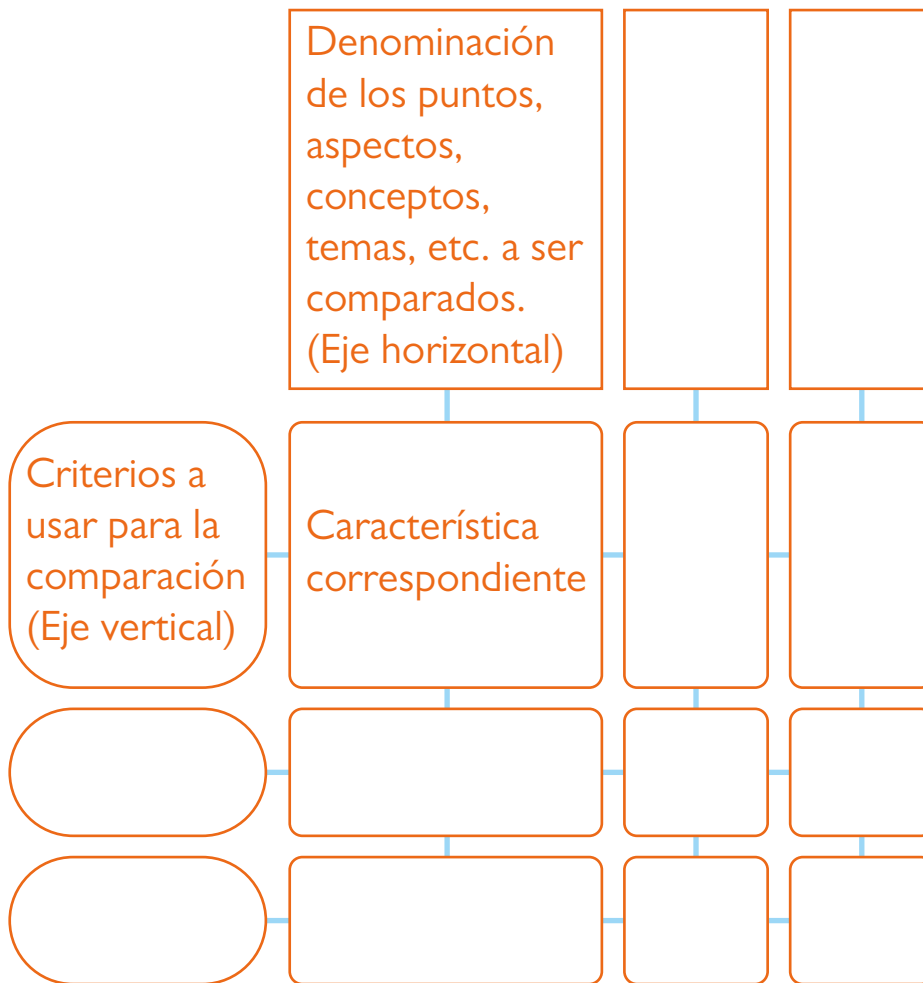 Denominación
de los puntos,
aspectos,
conceptos,
temas, etc. a ser
comparados.
(Eje horizontal)
Criterios a
usar para la
comparación
(Eje vertical)
Característica
correspondiente